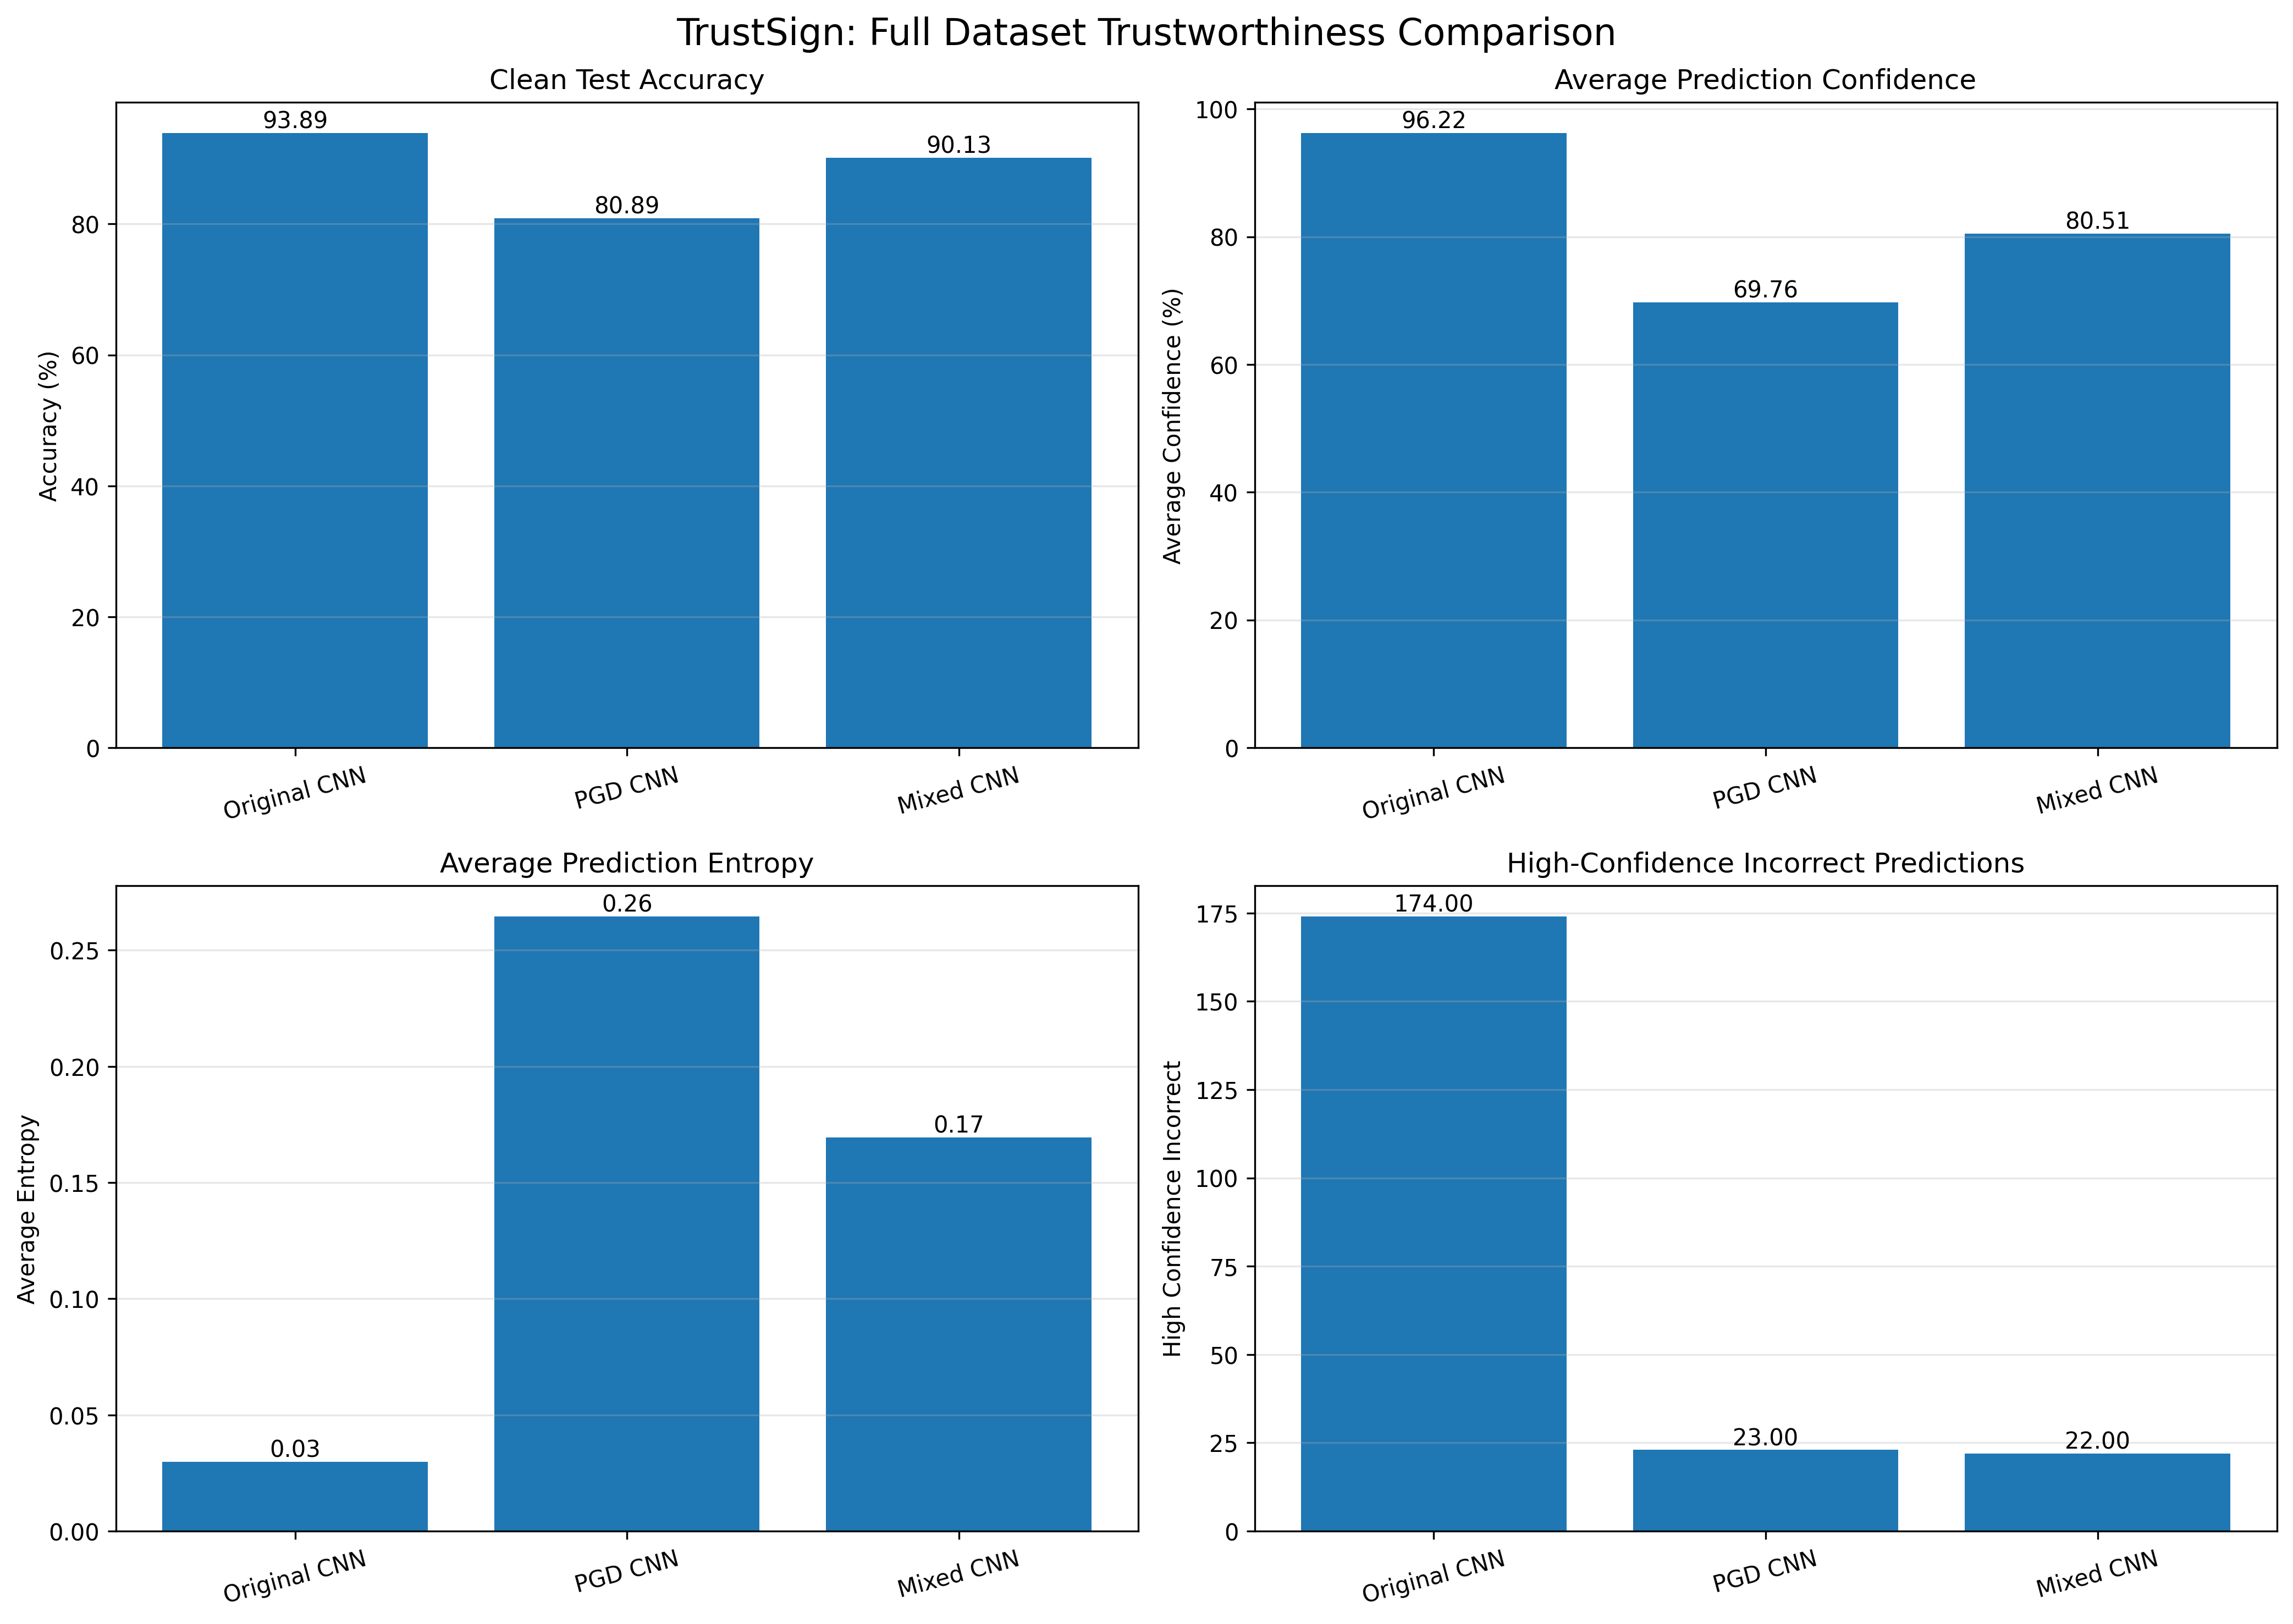 TrustSign: Full Dataset Trustworthiness Comparison
Clean Test Accuracy
Accuracy (%)
80
60
40
20
0
93.89
80.89
90.13
Original CNN
PGD CNN
Mixed CNN
Average Prediction Confidence
Average Confidence (%)
100
80
60
40
20
0
96.22
69.76
80.51
Original CNN
PGD CNN
Mixed CNN
Average Prediction Entropy
Average Entropy
0.25
0.20
0.15
0.10
0.05
0.00
0.03
0.26
0.17
Original CNN
PGD CNN
Mixed CNN
High-Confidence Incorrect Predictions
High Confidence Incorrect
175
150
125
100
75
50
25
0
174.00
23.00
22.00
Original CNN
PGD CNN
Mixed CNN